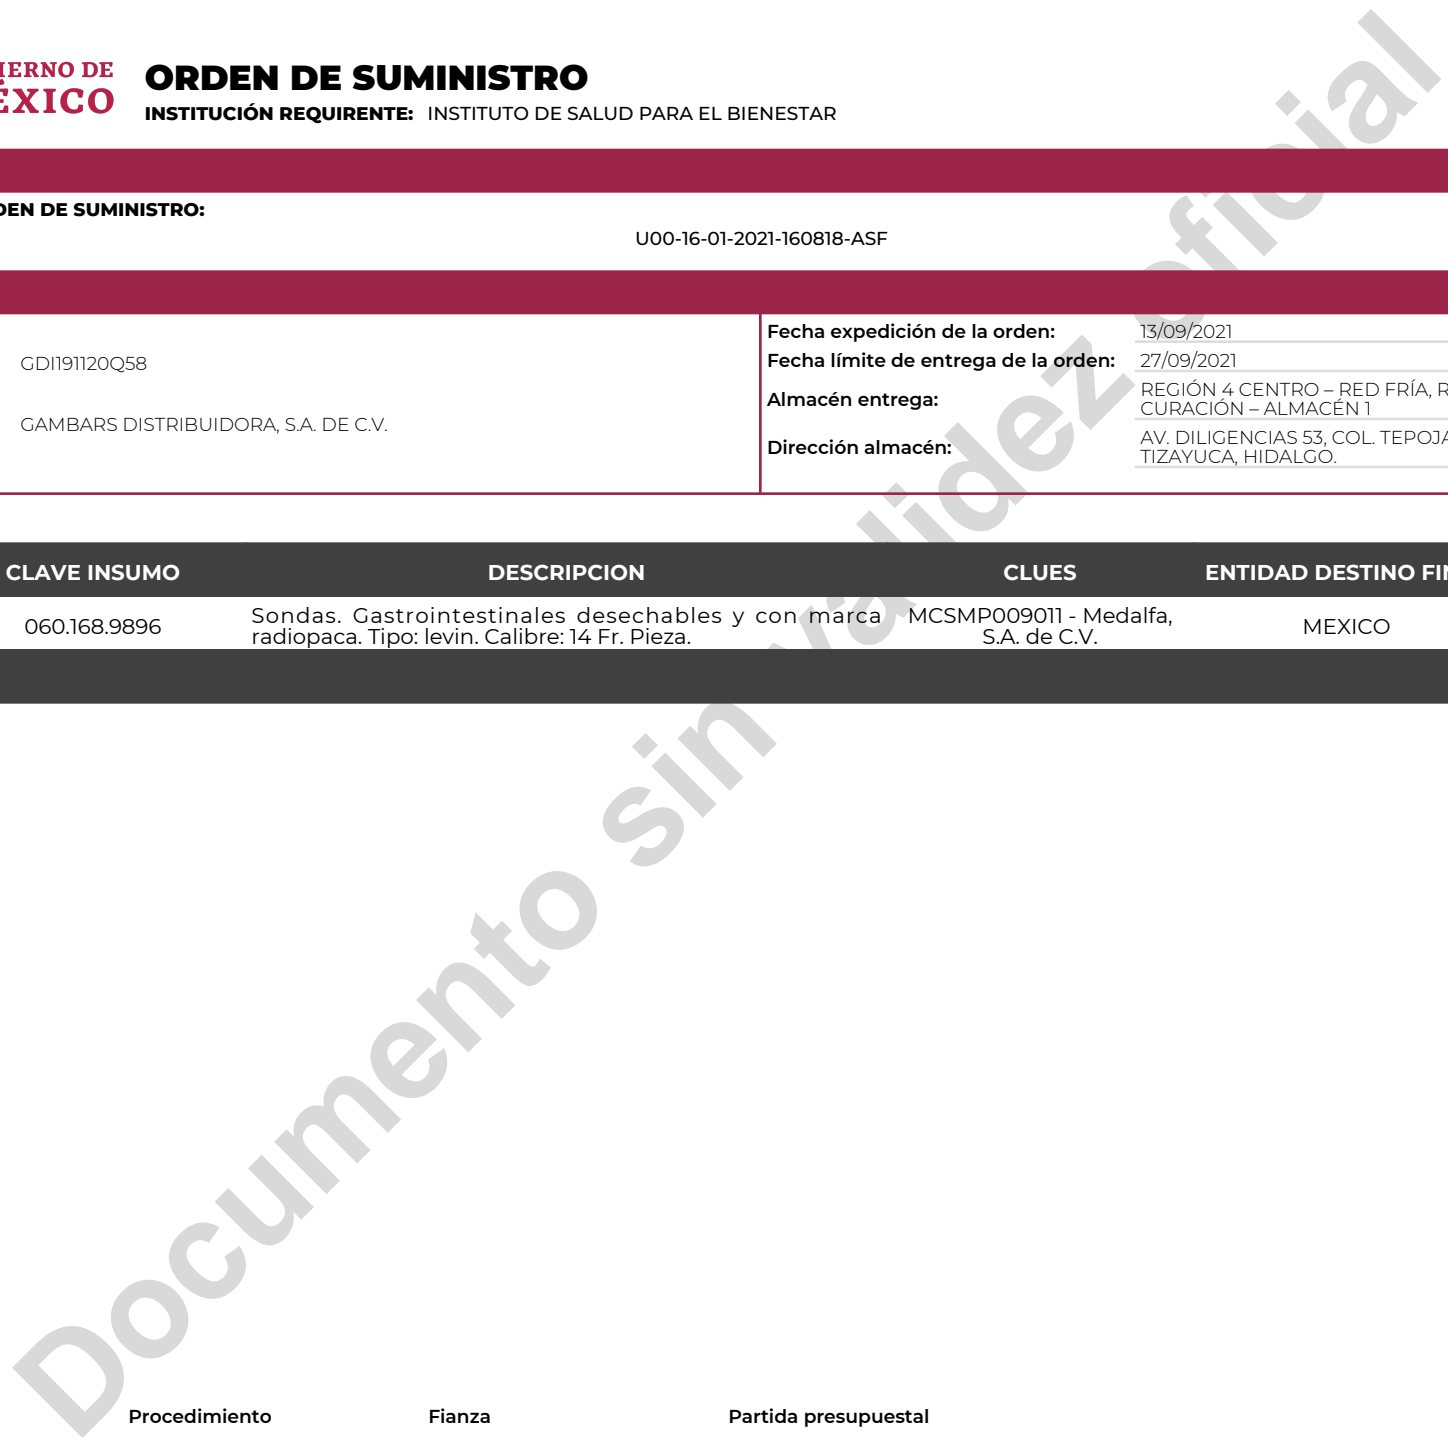 IERNO DE
ÉXICO
ORDEN DE SUMINISTRO
INSTITUCIÓN REQUIRENTE: INSTITUTO DE SALUD PARA EL BIENESTAR
DEN DE SUMINISTRO:
U00-16-01-2021-160818-ASF
GDI191120Q58
GAMBARS DISTRIBUIDORA, S.A. DE C.V.
Fecha expedición de la orden: 13/09/2021
Fecha límite de entrega de la orden: 27/09/2021
Almacén entrega: REGIÓN 4 CENTRO – RED FRÍA, R
CURACIÓN – ALMACÉN 1
Dirección almacén: AV. DILIGENCIAS 53, COL. TEPOJA
TIZAYUCA, HIDALGO.
CLAVE INSUMO DESCRIPCION CLUES ENTIDAD DESTINO FIN
060.168.9896 Sondas. Gastrointestinales desechables y con marca radiopaca. Tipo: levin. Calibre: 14 Fr. Pieza. MCSMP009011 - Medalfa, S.A. de C.V. MEXICO
Documento sin validez oficial
Procedimiento Fianza Partida presupuestal